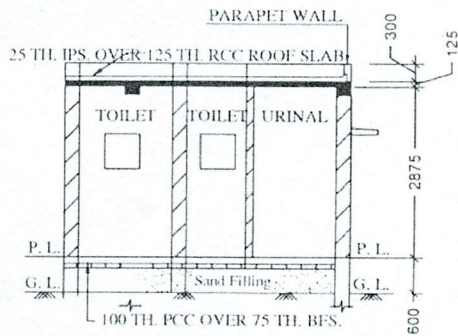 PARAPET WALL
300
25 TH. IPS. OVER 125 TH. RCC ROOF SLAB
125
TOILET
TOILET
URINAL
2875
P. L.
P. L.
G. L.
Sand Filling
G. L.
600
100 TH. PCC OVER 75 TH. BFS.